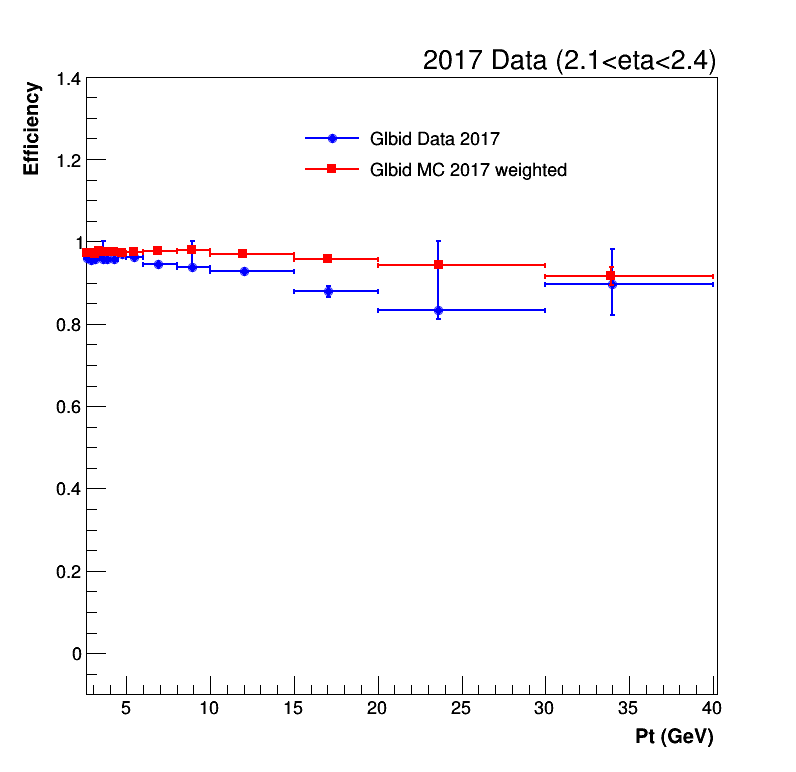 2017 Data (2.1<eta<2.4)
Efficiency
Glbid Data 2017
Glbid MC 2017 weighted
1.4
1.2
1
0.8
0.6
0.4
0.2
0
5 10 15 20 25 30 35 40
Pt (GeV)